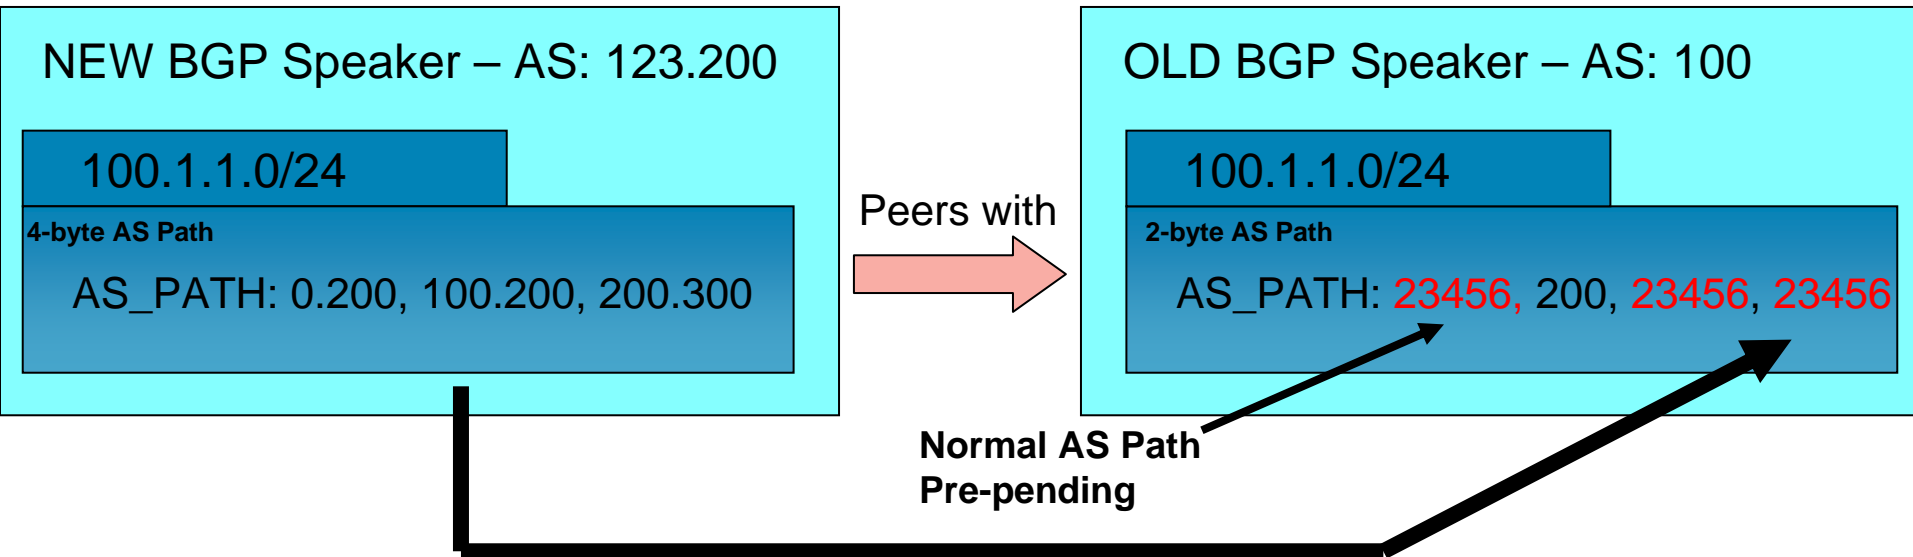 NEW BGP Speaker – AS: 123.200
100.1.1.0/24
4-byte AS Path
AS_PATH: 0.200, 100.200, 200.300
Peers with
OLD BGP Speaker – AS: 100
100.1.1.0/24
2-byte AS Path
AS_PATH: 23456, 200, 23456, 23456
Normal AS Path
Pre-pending